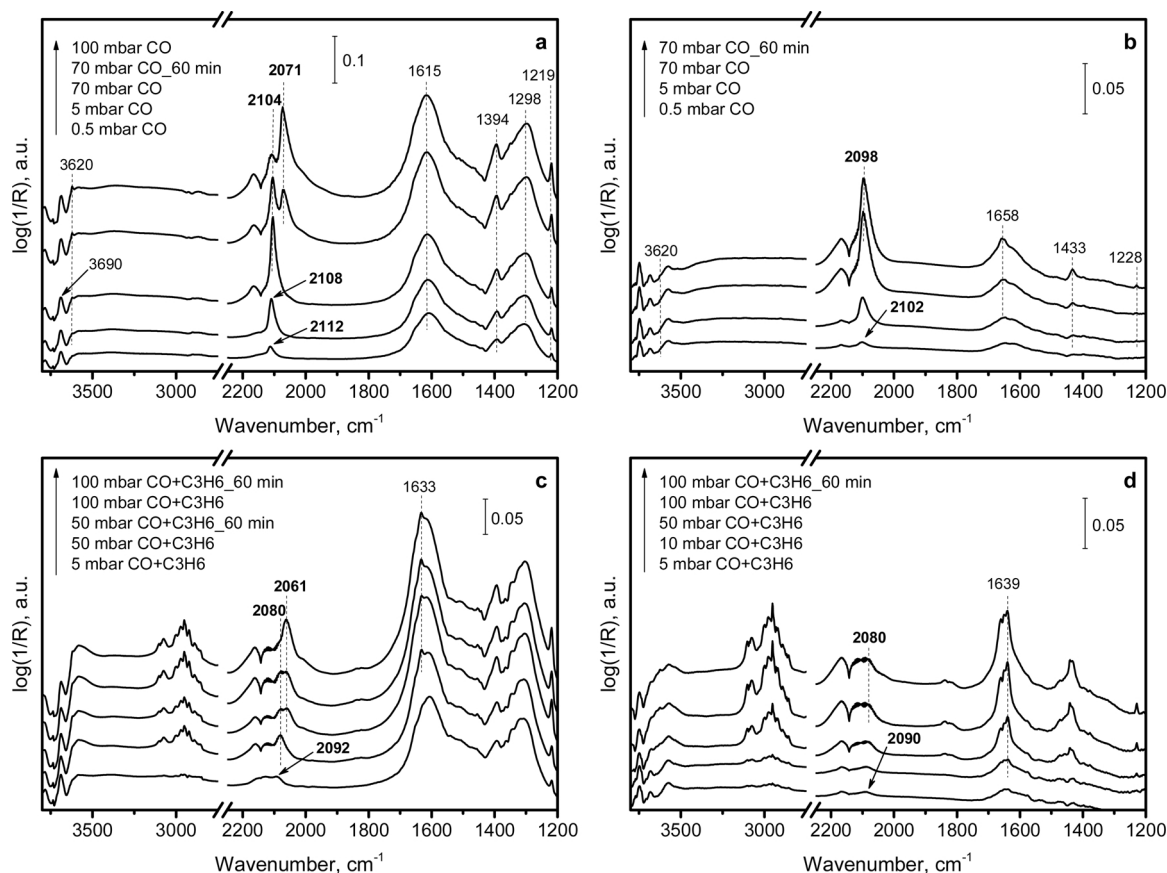 a
100 mbar CO
70 mbar CO_60 min
70 mbar CO
5 mbar CO
0.5 mbar CO
0.1
2071
2104
1615
1219
1298
1394
3620
3690
2108
2112
log(1/R), a.u.
3500 3000 2200 2000 1800 1600 1400 1200
Wavenumber, cm-1
b
70 mbar CO_60 min
70 mbar CO
5 mbar CO
0.5 mbar CO
0.05
2098
1658
1433
1228
3620
2102
log(1/R), a.u.
3500 3000 2200 2000 1800 1600 1400 1200
Wavenumber, cm-1
c
100 mbar CO+C3H6_60 min
100 mbar CO+C3H6
50 mbar CO+C3H6_60 min
50 mbar CO+C3H6
5 mbar CO+C3H6
1633
0.05
2061
2080
2092
log(1/R), a.u.
3500 3000 2200 2000 1800 1600 1400 1200
Wavenumber, cm-1
d
100 mbar CO+C3H6_60 min
100 mbar CO+C3H6
50 mbar CO+C3H6
10 mbar CO+C3H6
5 mbar CO+C3H6
0.05
1639
2080
2090
log(1/R), a.u.
3500 3000 2200 2000 1800 1600 1400 1200
Wavenumber, cm-1